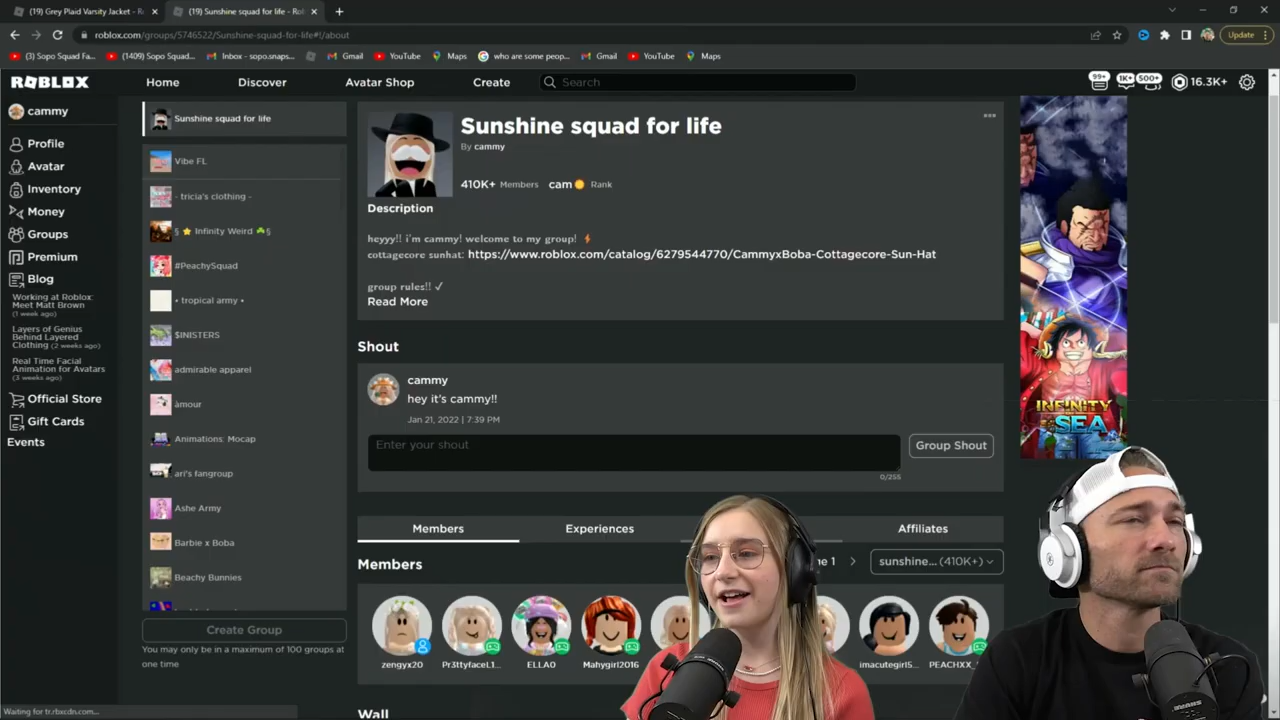 (19) Grey Plaid Varsity Jacket - R
(19) Sunshine squad for life - Rob
roblox.com/groups/5746522/Sunshine-squad-for-life#!/about
Update
(3) Sopo Squad Fa...
(1409) Sopo Squad...
Inbox - sopo.snaps...
Gmail
YouTube
Maps
who are some peop...
Gmail
YouTube
Maps
ROBLOX
Home
Discover
Avatar Shop
Create
Search
99+
1K+
500+
16.3K+
cammy
Profile
Avatar
Inventory
Money
Groups
Premium
Blog
Working at Roblox:
Meet Matt Brown
(1 week ago)
Layers of Genius
Behind Layered
Clothing (2 weeks ago)
Real Time Facial
Animation for Avatars
(3 weeks ago)
Official Store
Gift Cards
Events
Sunshine squad for life
Vibe FL
- tricia's clothing -
§ ⭐ Infinity Weird ☘️§
#PeachySquad
• tropical army •
$INISTERS
admirable apparel
àmour
Animations: Mocap
ari's fangroup
Ashe Army
Barbie x Boba
Beachy Bunnies
Create Group
You may only be in a maximum of 100 groups at
one time
Sunshine squad for life
By cammy
410K+ Members
cam Rank
Description
heyyy!! i'm cammy! welcome to my group! ⚡
cottagecore sunhat: https://www.roblox.com/catalog/6279544770/CammyxBoba-Cottagecore-Sun-Hat
group rules!! ✓
Read More
Shout
cammy
hey it's cammy!!
Jan 21, 2022 | 7:39 PM
Enter your shout
Group Shout
0/255
Members
Experiences
Affiliates
Members
1
sunshine... (410K+)
zengyx20
Pr3ttyfaceL1...
ELLA0
Mahygirl2016
imacutegirl5...
PEACHXX_
Wall
INFINITY
SEA
Waiting for tr.rbxcdn.com...